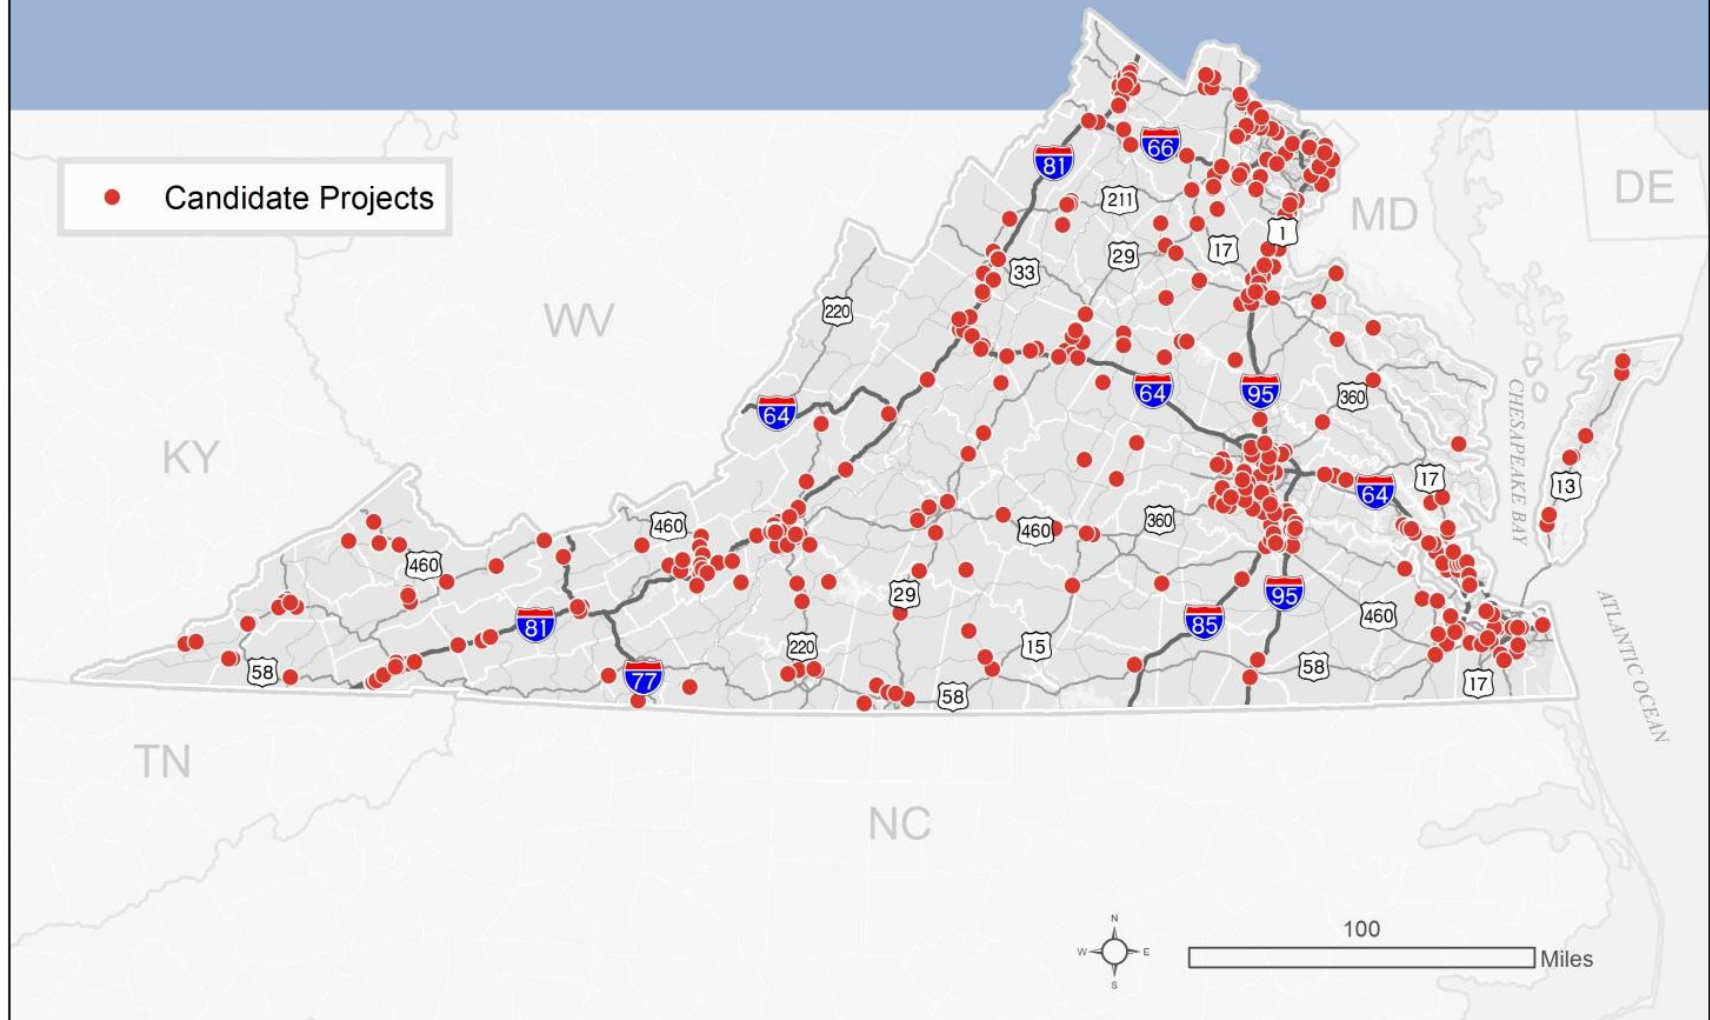 81
66
Candidate Projects
211
DE
MD
1
17
29
33
220
WV
64
64
95
360
KY
CHESAPEAKE BAY
17
64
13
460
460
360
460
29
95
85
460
81
ATLANTIC OCEAN
220
15
58
58
77
17
58
TN
NC
N
W
E
S
100
Miles